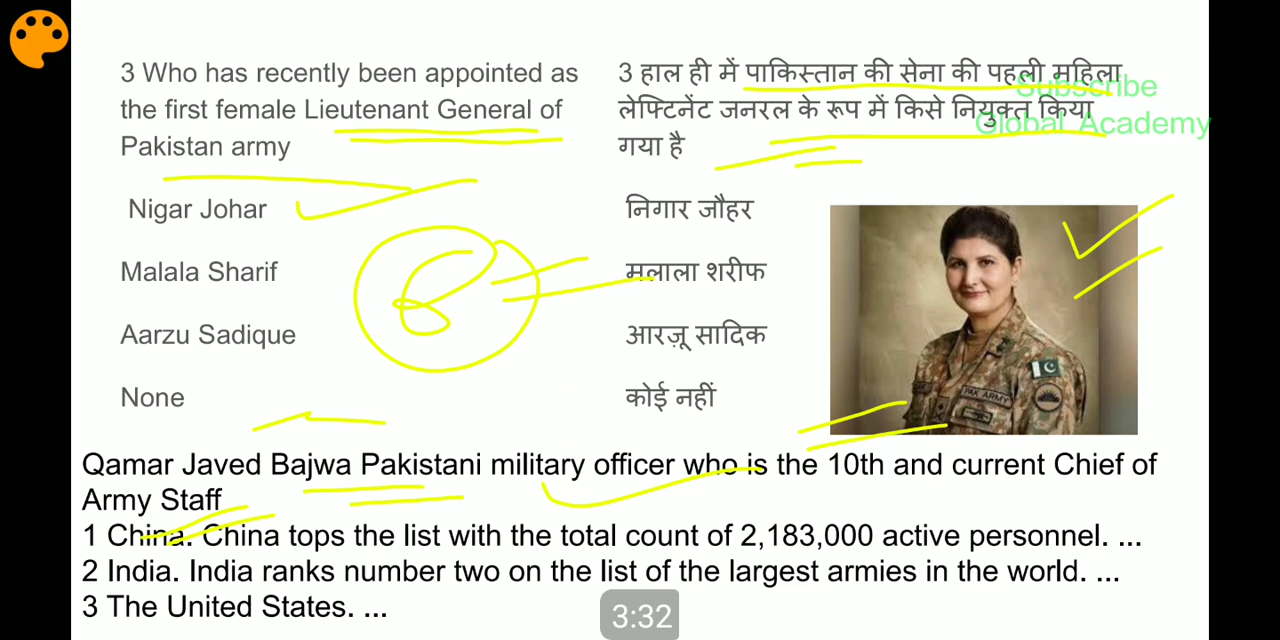 3 Who has recently been appointed as
the first female Lieutenant General of
Pakistan army
Nigar Johar
Malala Sharif
Aarzu Sadique
None
3 हाल ही में पाकिस्तान की सेना की पहली महिला
लेफ्टिनेंट जनरल के रूप में किसे नियुक्त किया
गया है
निगार जौहर
मलाला शरीफ
आरज़ू सादिक
कोई नहीं
Subscribe
Global Academy
PAK ARMY
Qamar Javed Bajwa Pakistani military officer who is the 10th and current Chief of
Army Staff
1 China. China tops the list with the total count of 2,183,000 active personnel. ...
2 India. India ranks number two on the list of the largest armies in the world. ...
3 The United States. ...
3:32